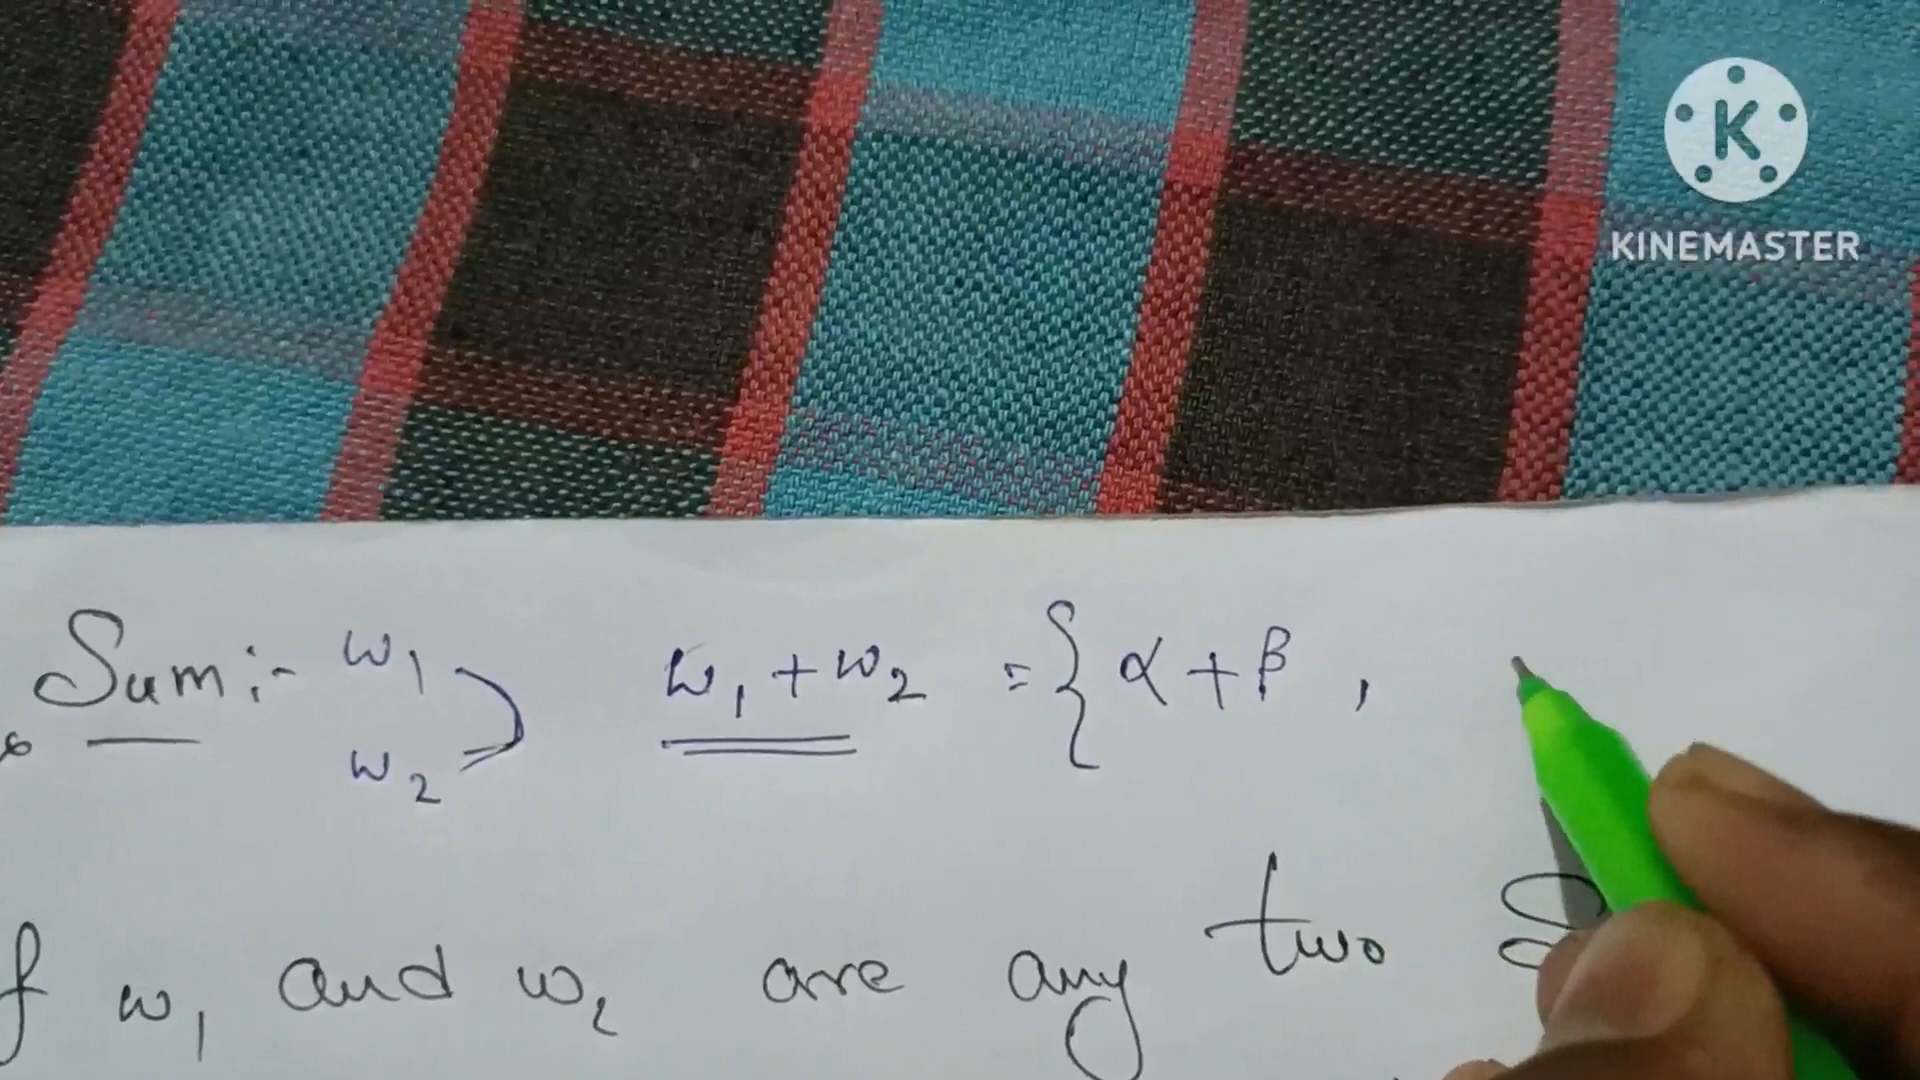 K
KINEMASTER
Sum :- w₁ w₁ + w₂ = { α + β ,
w₂
f w₁ and w₂ are any two